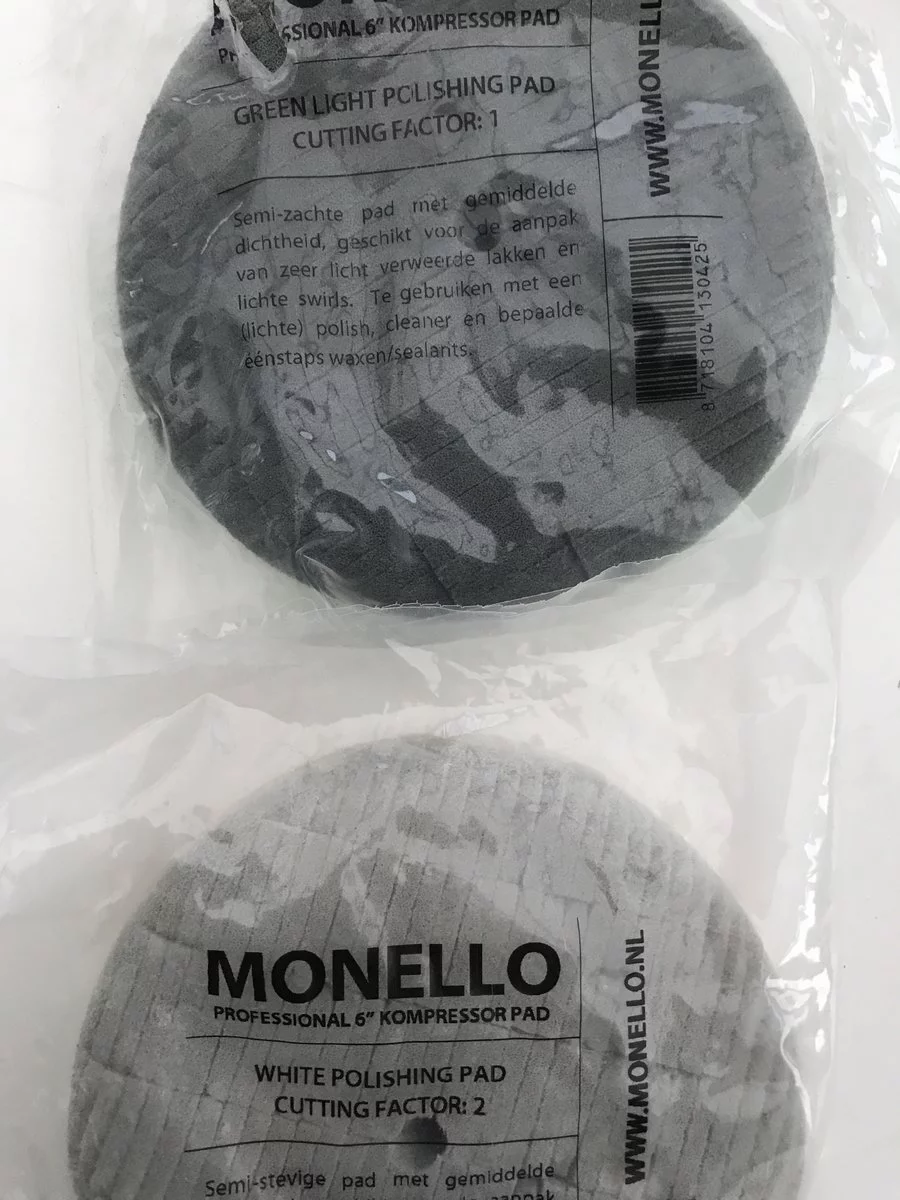 SSIONAL 6" KOMPRESSOR PAD
GREEN LIGHT POLISHING PAD
CUTTING FACTOR: 1
Semi-zachte pad met gemiddelde
dichtheid, geschikt voor de aanpak
van zeer licht verweerde lakken en
lichte swirls. Te gebruiken met een
(lichte) polish, cleaner en bepaalde
éénstaps waxen/sealants.
WWW.MONELL
8 718104 130425
MONELLO
PROFESSIONAL 6" KOMPRESSOR PAD
WHITE POLISHING PAD
CUTTING FACTOR: 2
Semi-stevige pad met gemiddelde
aanpak
WWW.MONELLO.NL